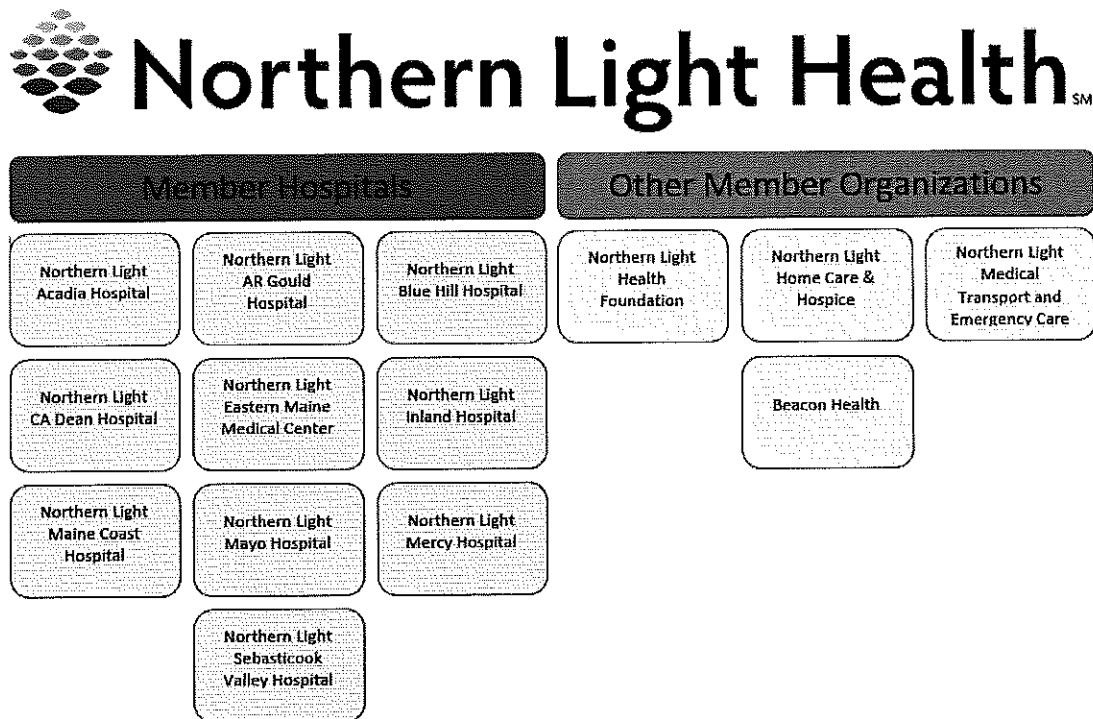 Northern Light Health SM
Member Hospitals
Northern Light
Acadia Hospital
Northern Light
AR Gould
Hospital
Northern Light
Blue Hill Hospital
Northern Light
CA Dean Hospital
Northern Light
Eastern Maine
Medical Center
Northern Light
Inland Hospital
Northern Light
Maine Coast
Hospital
Northern Light
Mayo Hospital
Northern Light
Mercy Hospital
Northern Light
Sebasticook
Valley Hospital
Other Member Organizations
Northern Light
Health
Foundation
Northern Light
Home Care &
Hospice
Northern Light
Medical
Transport and
Emergency Care
Beacon Health